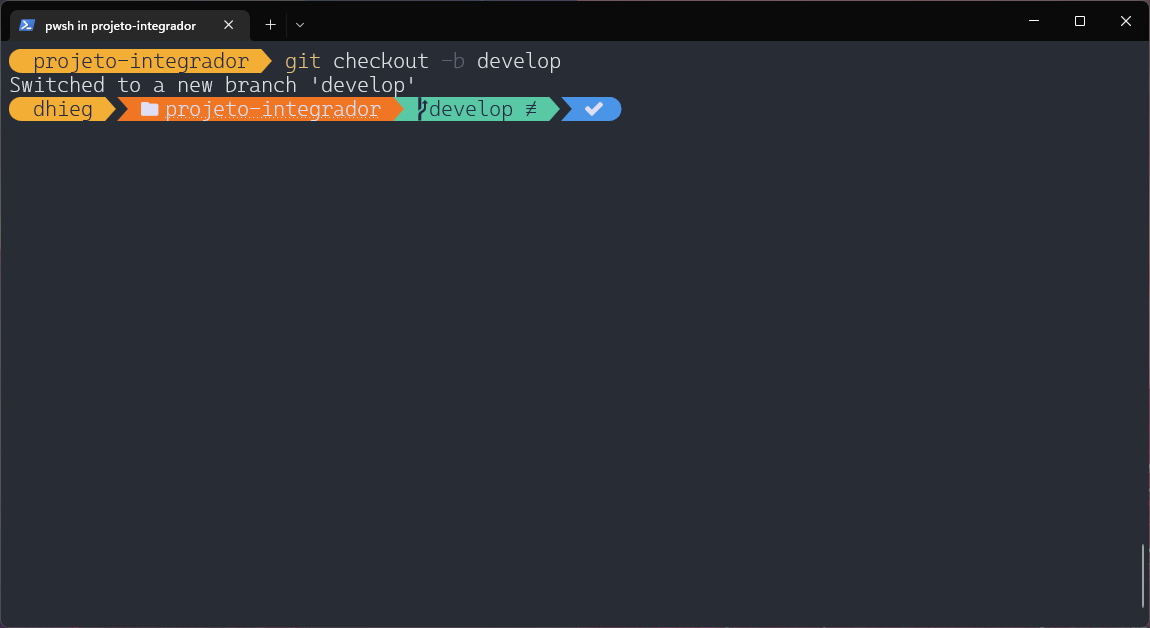 pwsh in projeto-integrador
projeto-integrador git checkout -b develop
Switched to a new branch 'develop'
dhieg projeto-integrador develop ≢